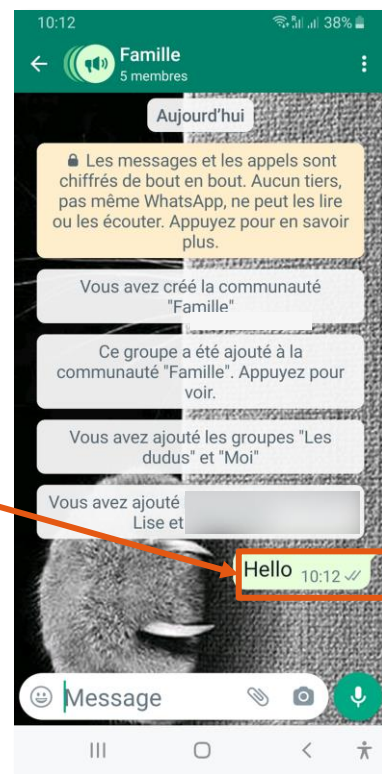 10:12 38%
Famille
5 membres
Aujourd'hui
Les messages et les appels sont
chiffrés de bout en bout. Aucun tiers,
pas même WhatsApp, ne peut les lire
ou les écouter. Appuyez pour en savoir
plus.
Vous avez créé la communauté
"Famille"
Ce groupe a été ajouté à la
communauté "Famille". Appuyez pour
voir.
Vous avez ajouté les groupes "Les
dudus" et "Moi"
Vous avez ajouté
Lise et
Hello 10:12
Message